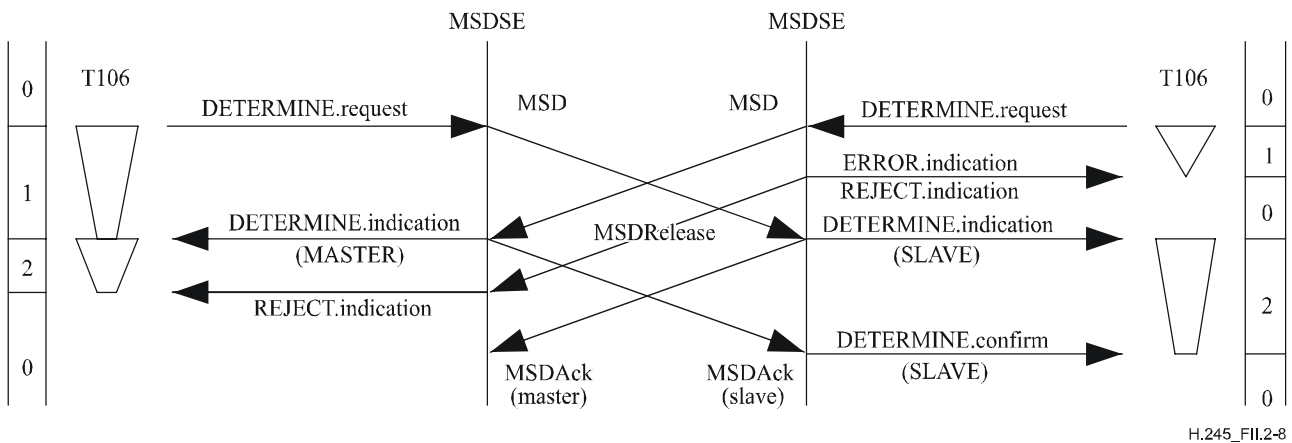 MSDSE
MSDSE
T106
T106
0
0
DETERMINE.request
MSD
MSD
DETERMINE.request
1
ERROR.indication
REJECT.indication
1
0
DETERMINE.indication
(MASTER)
MSDRelease
DETERMINE.indication
(SLAVE)
2
REJECT.indication
2
DETERMINE.confirm
(SLAVE)
0
MSDAck
(master)
MSDAck
(slave)
0
H.245_FII.2-8